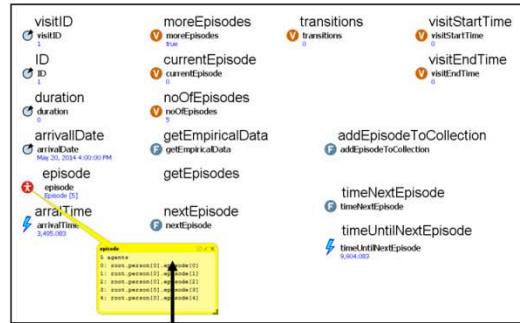 visitID
visitID
1
moreEpisodes
moreEpisodes
true
transitions
transitions
0
visitStartTime
visitStartTime
0
ID
ID
1
currentEpisode
currentEpisode
0
visitEndTime
visitEndTime
0
duration
duration
0
noOfEpisodes
noOfEpisodes
5
arrivallDate
arrivalDate
May 20, 2014 4:00:00 PM
getEmpiricalData
getEmpiricalData
addEpisodeToCollection
addEpisodeToCollection
episode
episode
Episode [5]
getEpisodes
timeNextEpisode
timeNextEpisode
arralTime
arrivalTime
3,495.083
nextEpisode
nextEpisode
timeUntilNextEpisode
timeUntilNextEpisode
9,804.083
episode
5 agents
0: root.person[0].episode[0]
1: root.person[0].episode[1]
2: root.person[0].episode[2]
3: root.person[0].episode[3]
4: root.person[0].episode[4]